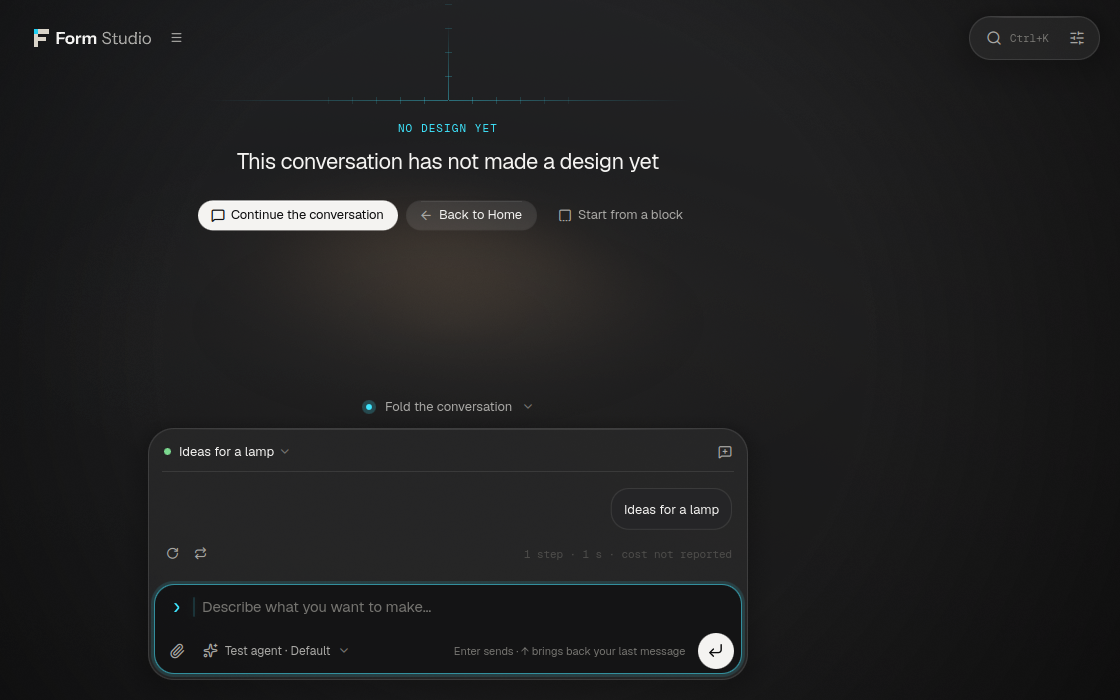 Form Studio
Ctrl+K
NO DESIGN YET
This conversation has not made a design yet
Continue the conversation
Back to Home
Start from a block
Fold the conversation
Ideas for a lamp
Ideas for a lamp
1 step · 1 s · cost not reported
Describe what you want to make...
Test agent · Default
Enter sends · ↑ brings back your last message